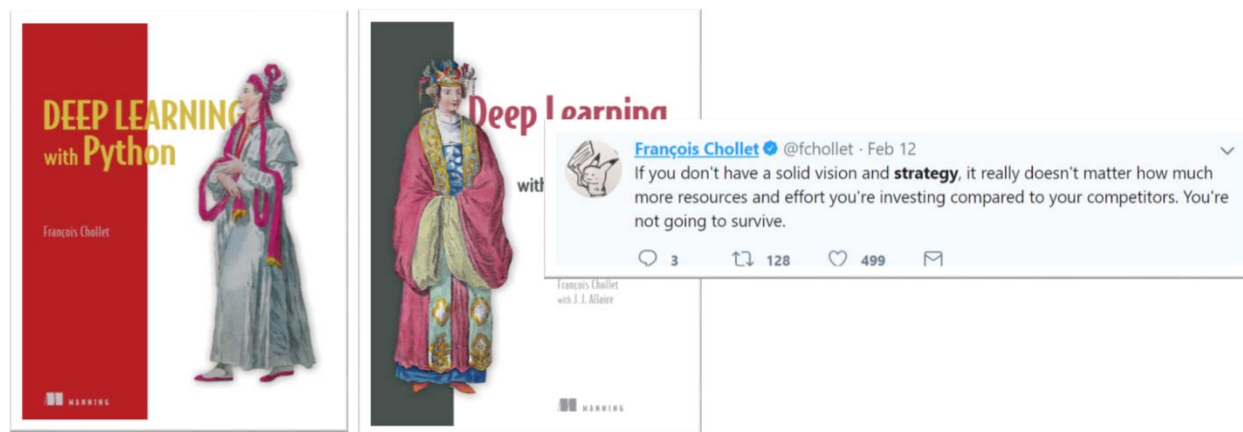 DEEP LEARNING
with Python
François Chollet
MANNING
Deep Learning
with
François Chollet
with J. J. Allaire
MANNING
François Chollet @fchollet · Feb 12
If you don't have a solid vision and strategy, it really doesn't matter how much
more resources and effort you're investing compared to your competitors. You're
not going to survive.
3 128 499